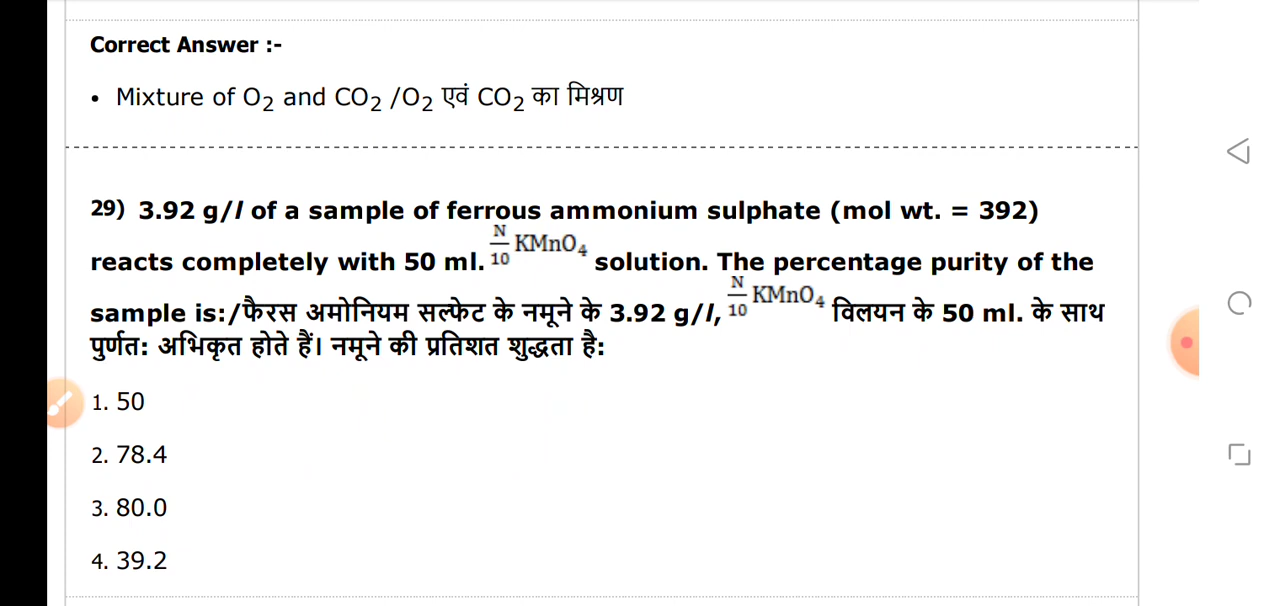 Correct Answer :-
• Mixture of O₂ and CO₂ /O₂ एवं CO₂ का मिश्रण
29) 3.92 g/l of a sample of ferrous ammonium sulphate (mol wt. = 392)
reacts completely with 50 ml. N/10 KMnO₄ solution. The percentage purity of the
sample is:/फैरस अमोनियम सल्फेट के नमूने के 3.92 g/l, N/10 KMnO₄ विलयन के 50 ml. के साथ
पुर्णत: अभिकृत होते हैं। नमूने की प्रतिशत शुद्धता है:
1. 50
2. 78.4
3. 80.0
4. 39.2